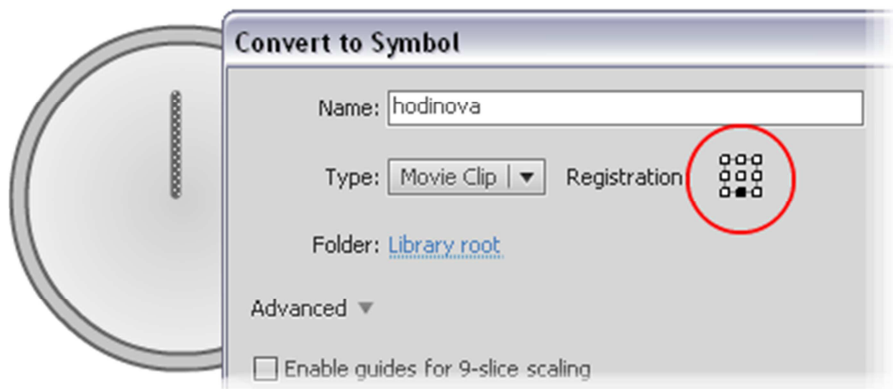 Convert to Symbol
Name: hodinova
Type: Movie Clip Registration
Folder: Library root
Advanced
Enable guides for 9-slice scaling